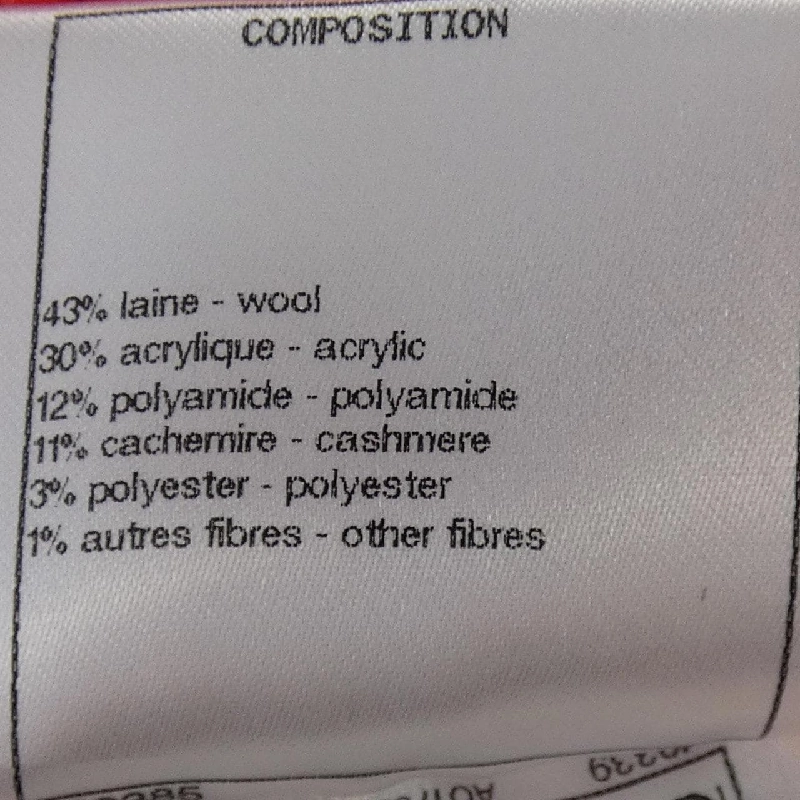 COMPOSITION
43% laine - wool
30% acrylique - acrylic
12% polyamide - polyamide
11% cachemire - cashmere
3% polyester - polyester
1% autres fibres - other fibres